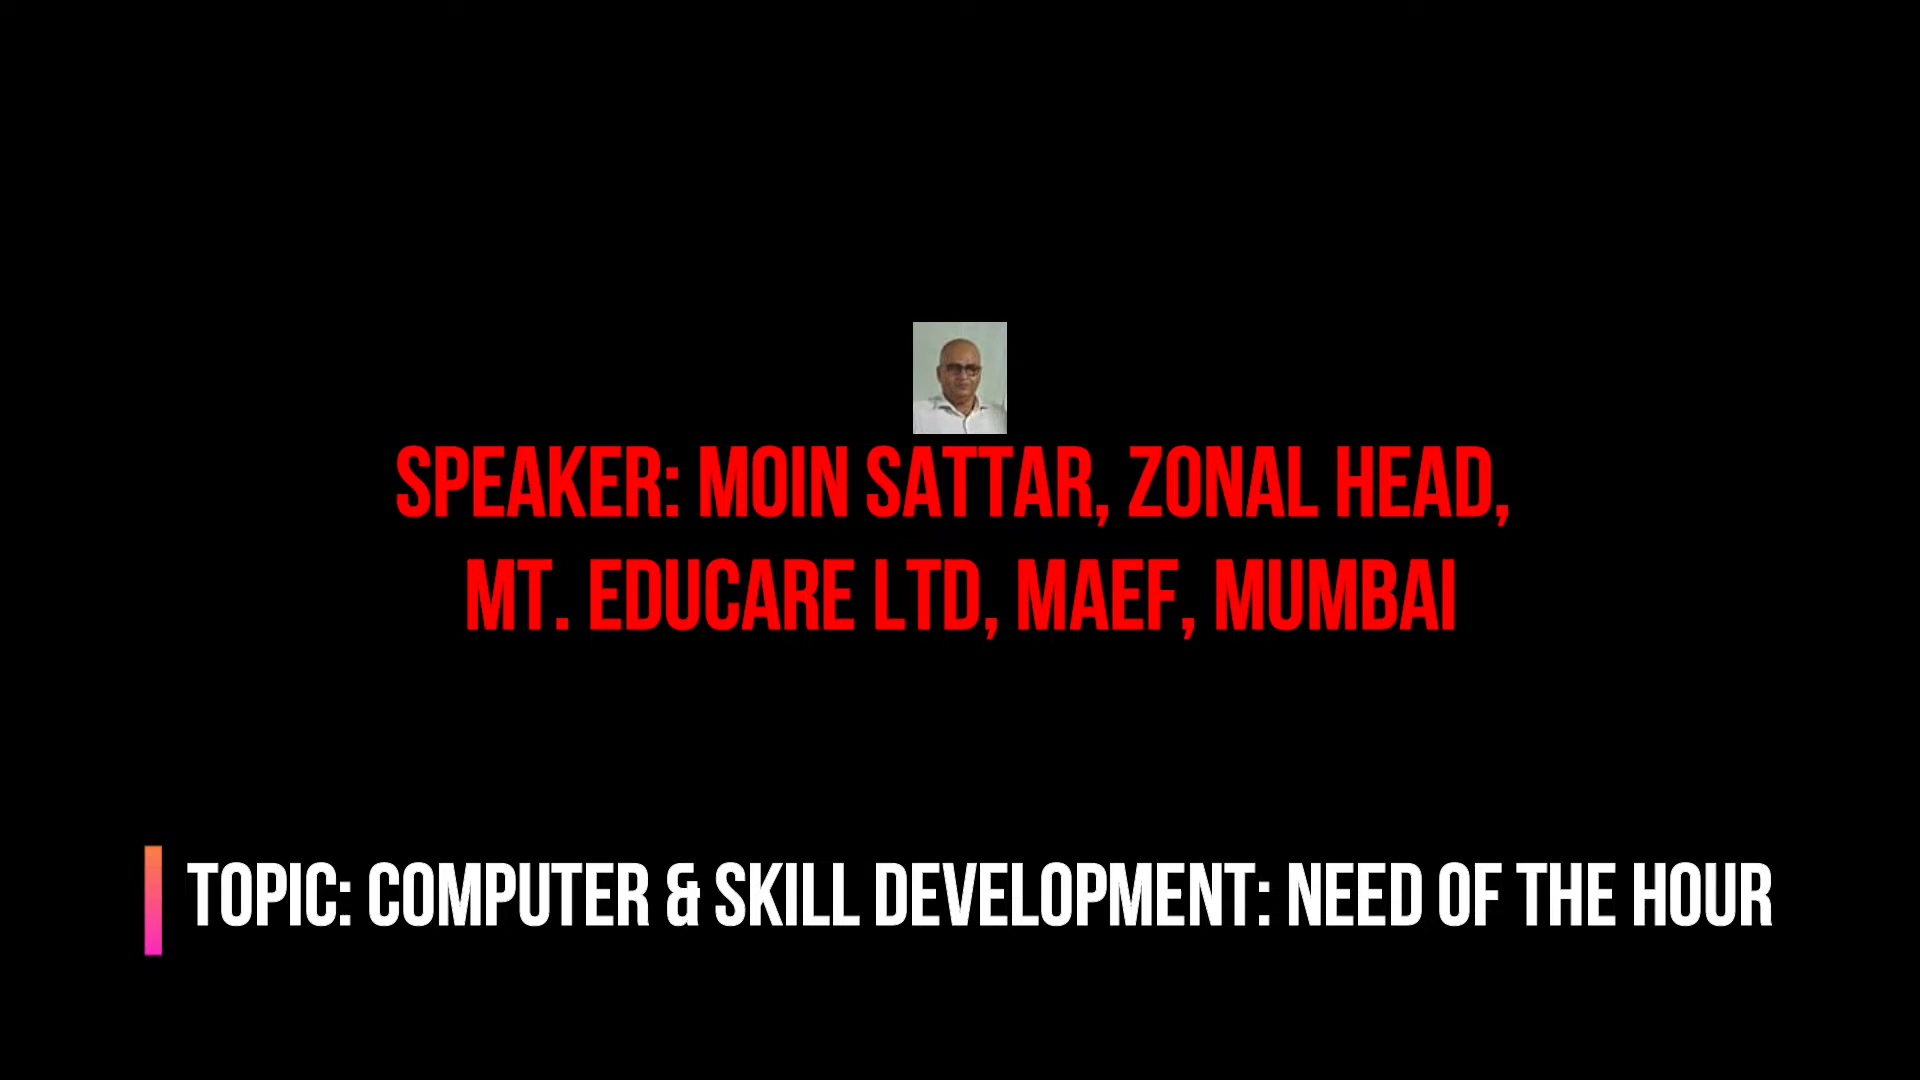 SPEAKER: MOIN SATTAR, ZONAL HEAD,
MT. EDUCARE LTD, MAEF, MUMBAI
TOPIC: COMPUTER & SKILL DEVELOPMENT: NEED OF THE HOUR